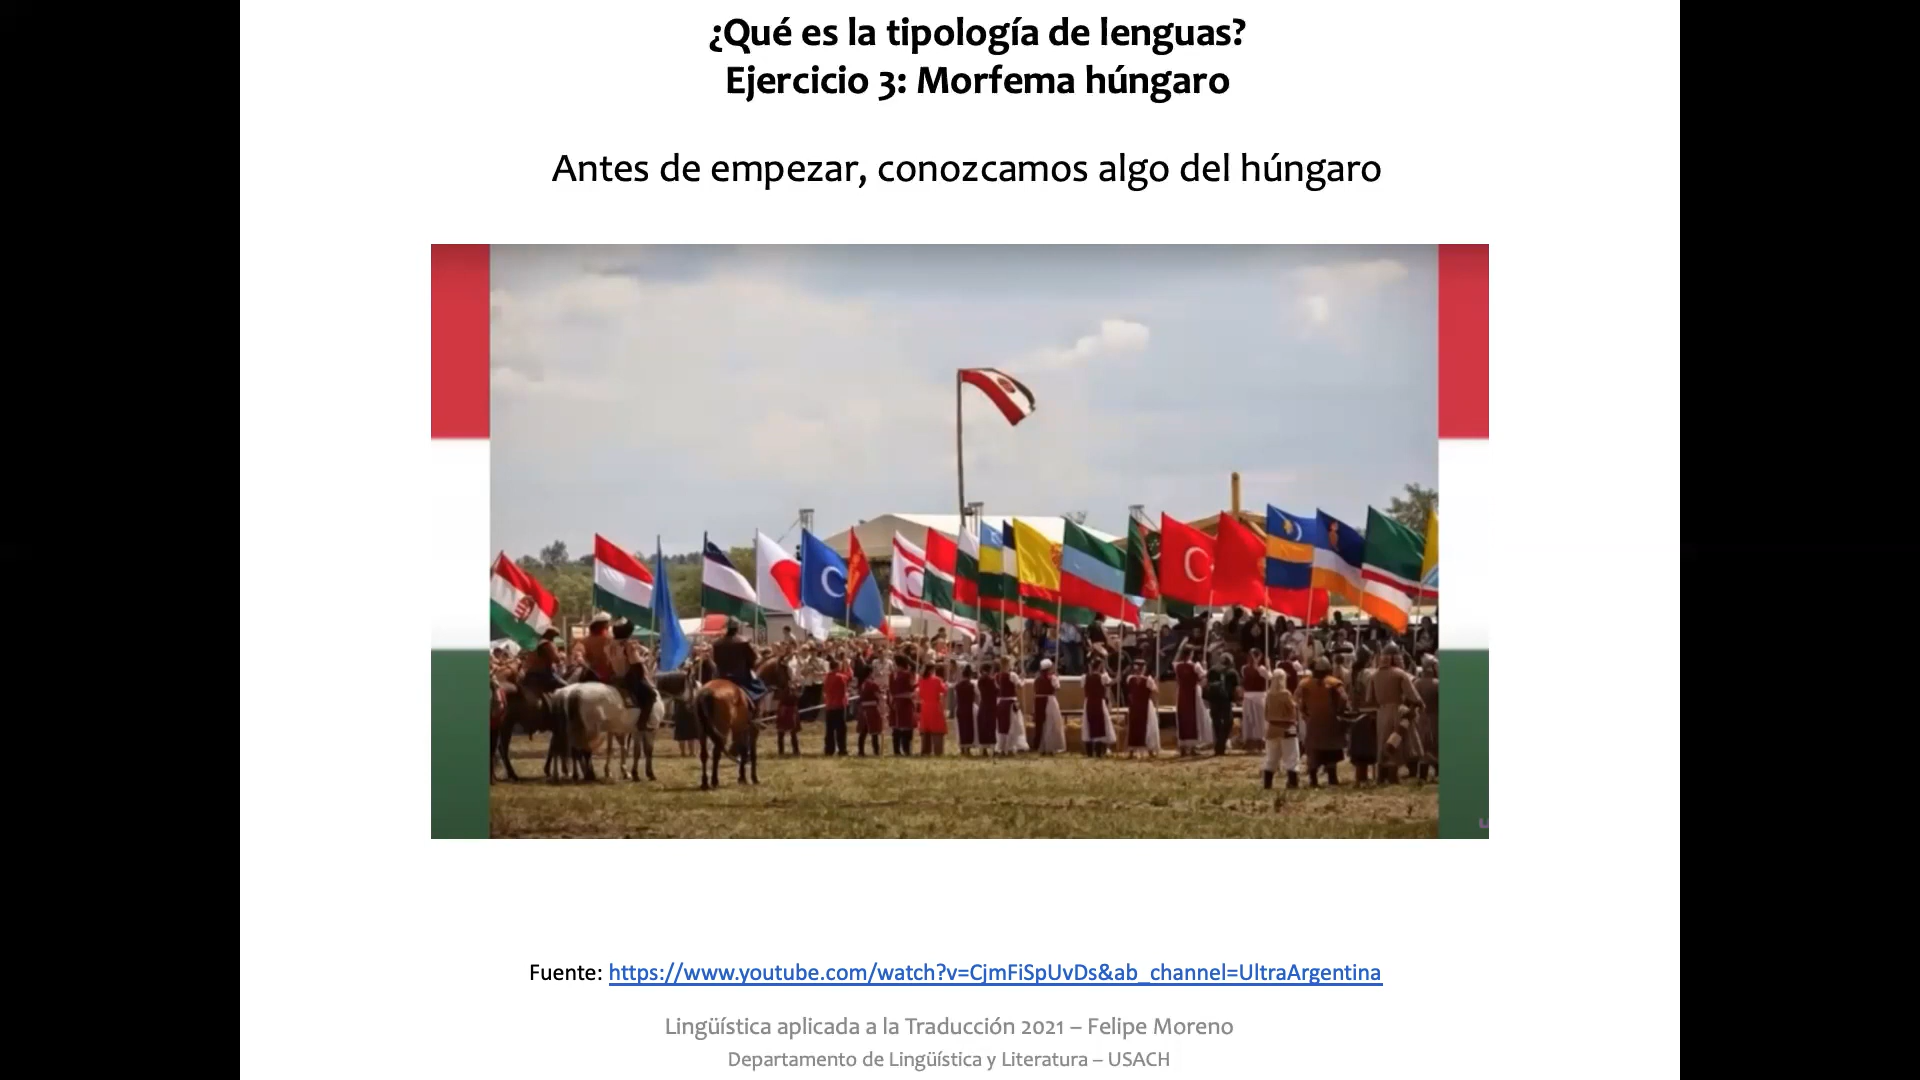 ¿Qué es la tipología de lenguas?
Ejercicio 3: Morfema húngaro
Antes de empezar, conozcamos algo del húngaro
Fuente: https://www.youtube.com/watch?v=CjmFiSpUvDs&ab_channel=UltraArgentina
Lingüística aplicada a la Traducción 2021 – Felipe Moreno
Departamento de Lingüística y Literatura – USACH